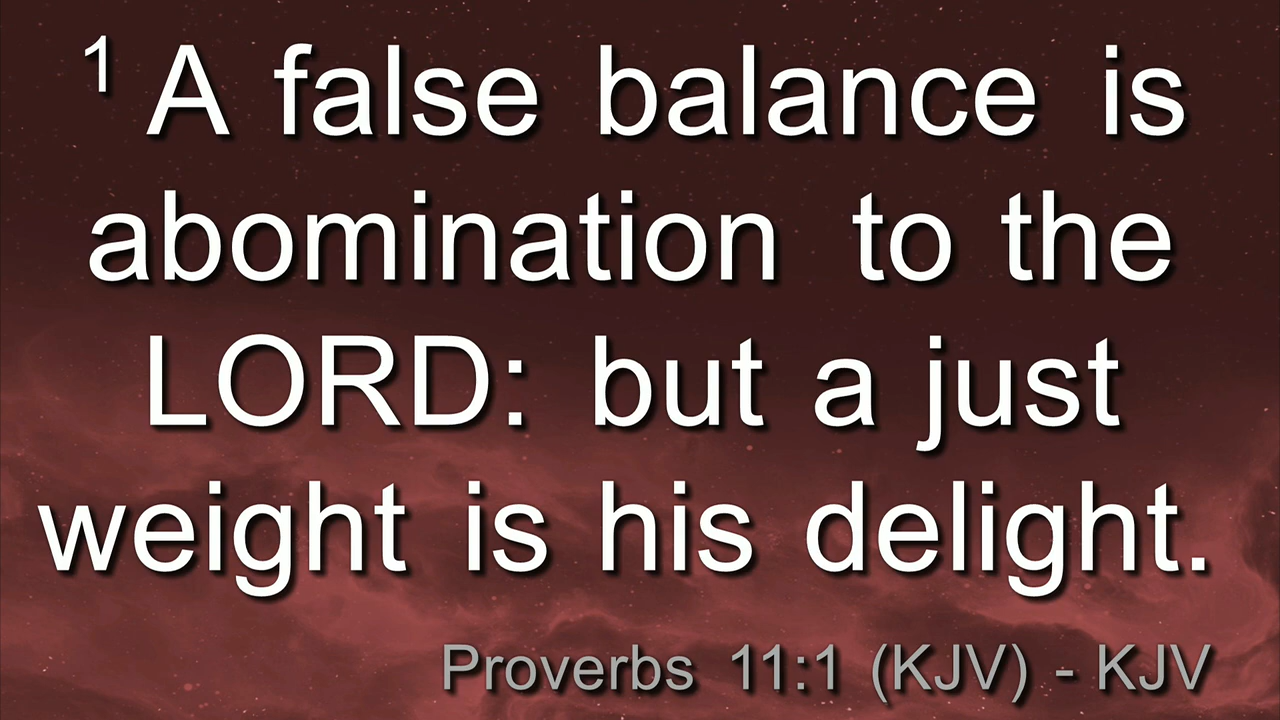 1 A false balance is
abomination to the
LORD: but a just
weight is his delight.
Proverbs 11:1 (KJV) - KJV